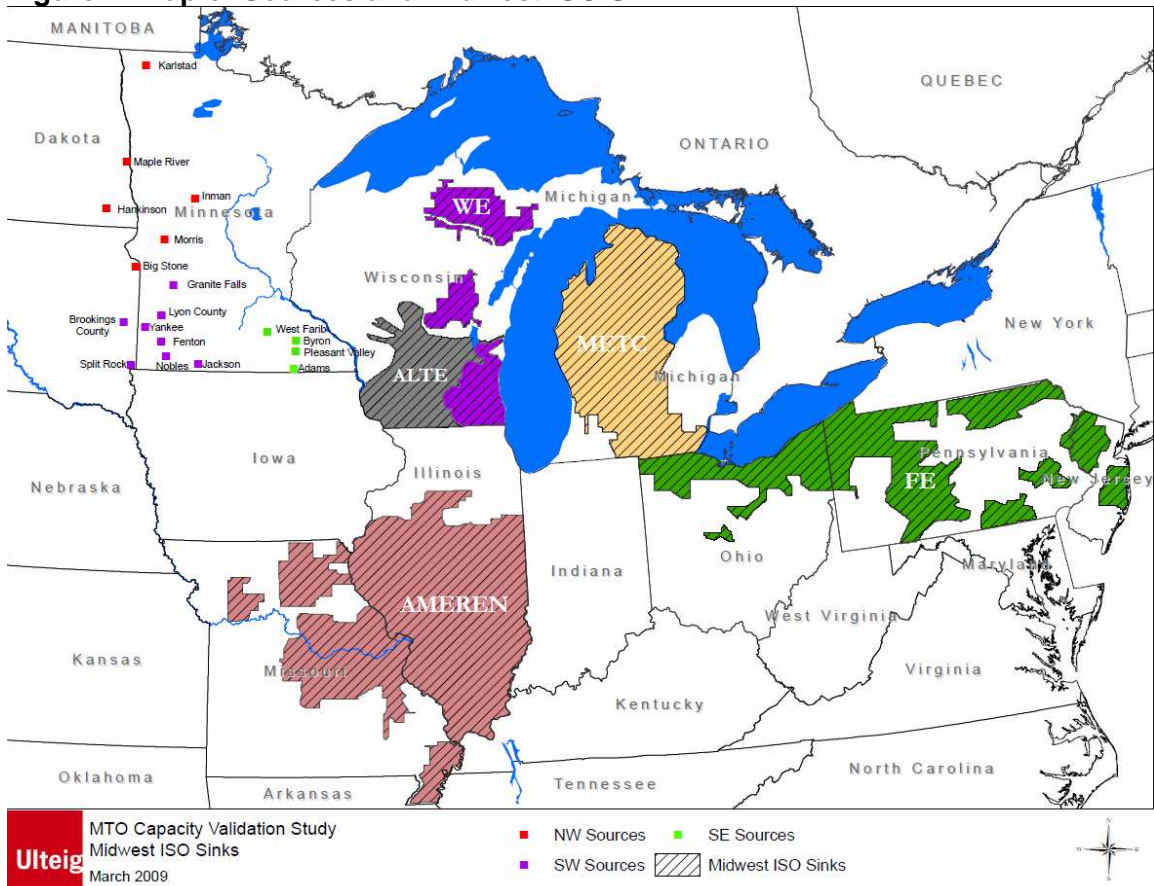 MANITOBA
Karlstad
QUEBEC
Dakota
ONTARIO
Maple River
Inman
Michigan
Hankinson
Minnesota
WE
Morris
Big Stone
Wisconsin
Granite Falls
Lyon County
Brookings
County
Yankee
West Farib
New York
Fenton
Byron
METC
Pleasant Valley
Split Rock
Nobles
Jackson
Adams
ALTE
Michigan
Iowa
Illinois
Pennsylvania
Nebraska
FE
New Jersey
Ohio
Indiana
Maryland
AMEREN
West Virginia
Kansas
Missouri
Virginia
Kentucky
Oklahoma
Arkansas
Tennessee
North Carolina
Ulteig
MTO Capacity Validation Study
Midwest ISO Sinks
March 2009
NW Sources
SE Sources
SW Sources
Midwest ISO Sinks
N
W
E
S